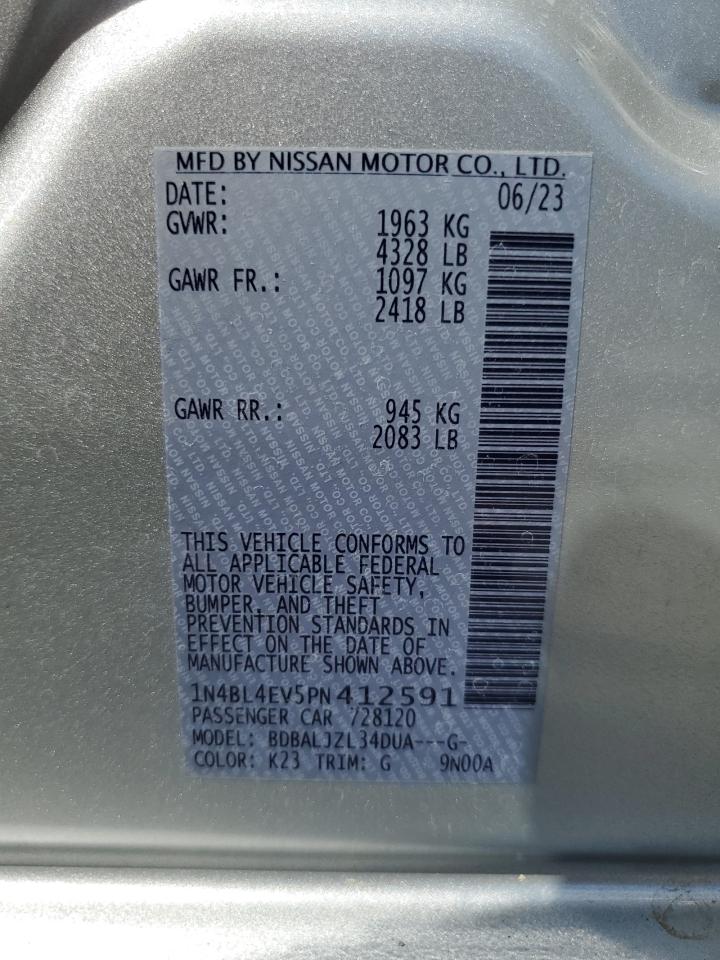 MFD BY NISSAN MOTOR CO., LTD.
DATE: 06/23
GVWR: 1963 KG
4328 LB
GAWR FR.: 1097 KG
2418 LB
GAWR RR.: 945 KG
2083 LB
THIS VEHICLE CONFORMS TO
ALL APPLICABLE FEDERAL
MOTOR VEHICLE SAFETY,
BUMPER, AND THEFT
PREVENTION STANDARDS IN
EFFECT ON THE DATE OF
MANUFACTURE SHOWN ABOVE.
1N4BL4EV5PN412591
PASSENGER CAR 728120
MODEL: BDBALJZL34DUA---G-
COLOR: K23 TRIM: G 9N00A